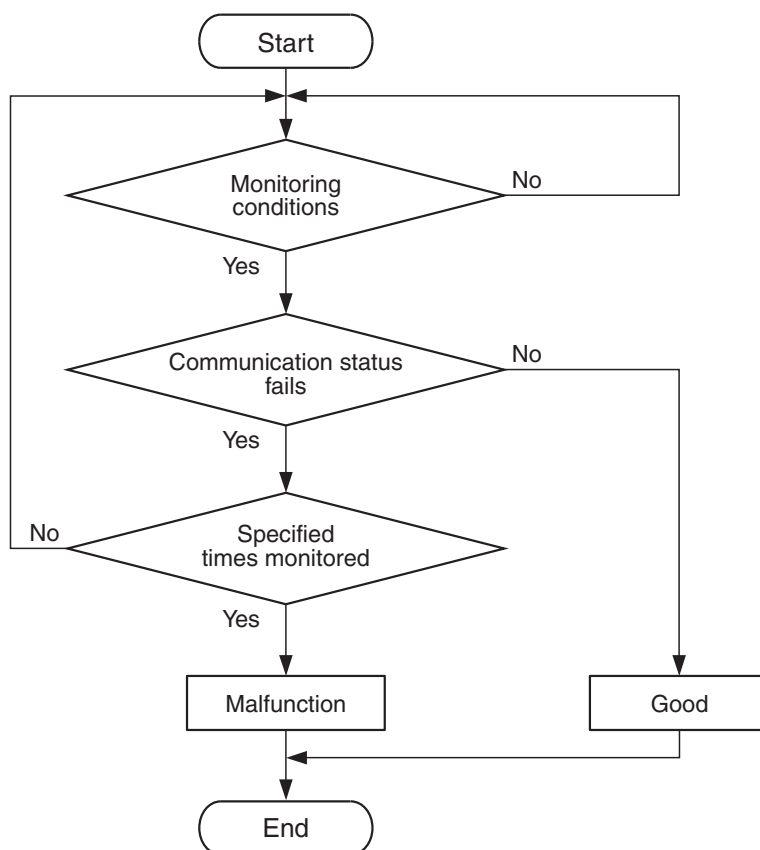 Start
Monitoring
conditions
No
Yes
Communication status
fails
No
Yes
Specified
times monitored
No
Yes
Malfunction
Good
End